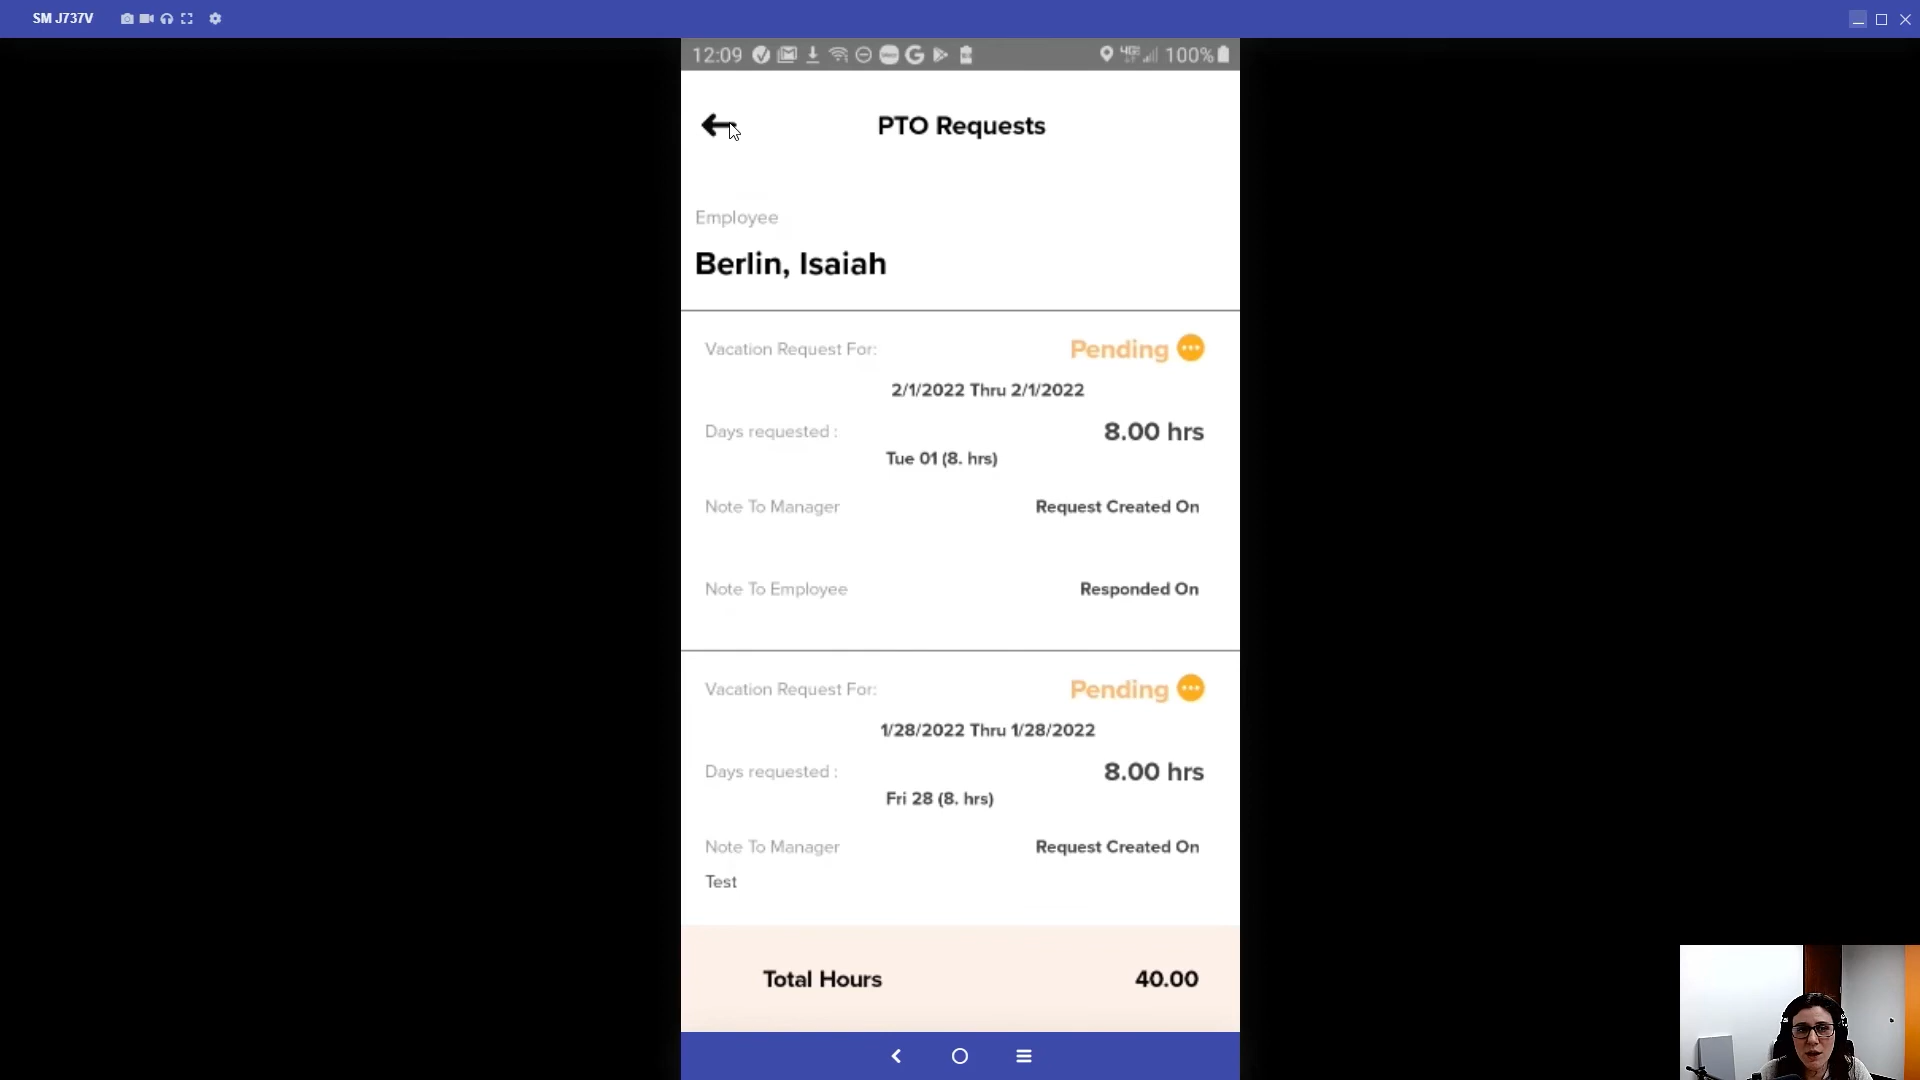 SM J737V
12:09
100%
PTO Requests
Employee
Berlin, Isaiah
Vacation Request For:
Pending
2/1/2022 Thru 2/1/2022
Days requested :
8.00 hrs
Tue 01 (8. hrs)
Note To Manager
Request Created On
Note To Employee
Responded On
Vacation Request For:
Pending
1/28/2022 Thru 1/28/2022
Days requested :
8.00 hrs
Fri 28 (8. hrs)
Note To Manager
Request Created On
Test
Total Hours
40.00